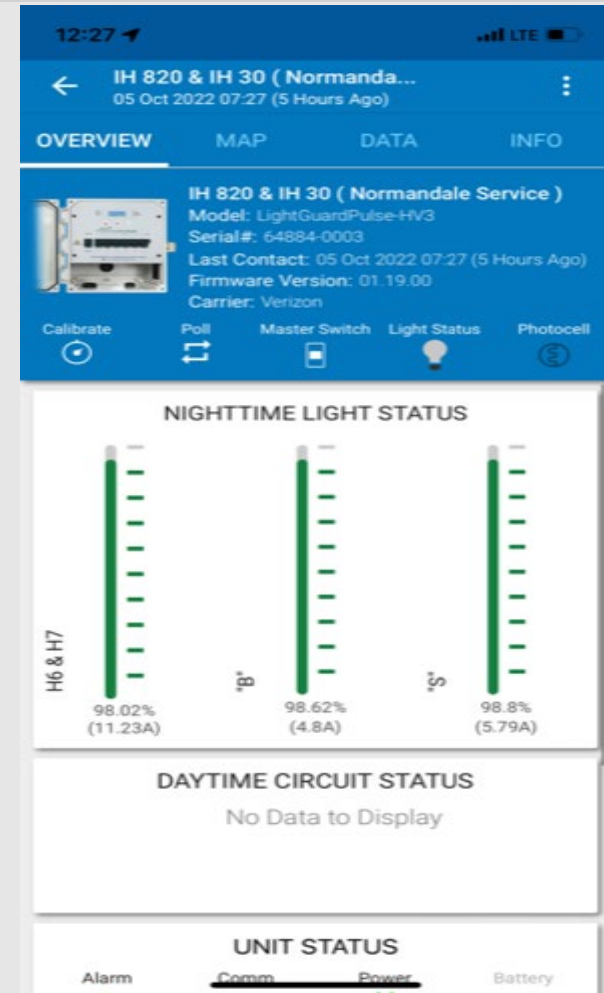 12:27
LTE
IH 820 & IH 30 ( Normanda...
05 Oct 2022 07:27 (5 Hours Ago)
OVERVIEW MAP DATA INFO
IH 820 & IH 30 ( Normandale Service )
Model: LightGuardPulse-HV3
Serial#: 64884-0003
Last Contact: 05 Oct 2022 07:27 (5 Hours Ago)
Firmware Version: 01.19.00
Carrier: Verizon
Calibrate Poll Master Switch Light Status Photocell
NIGHTTIME LIGHT STATUS
H6 & H7 "B" "S"
98.02% 98.62% 98.8%
(11.23A) (4.8A) (5.79A)
DAYTIME CIRCUIT STATUS
No Data to Display
UNIT STATUS
Alarm Comm Power Battery